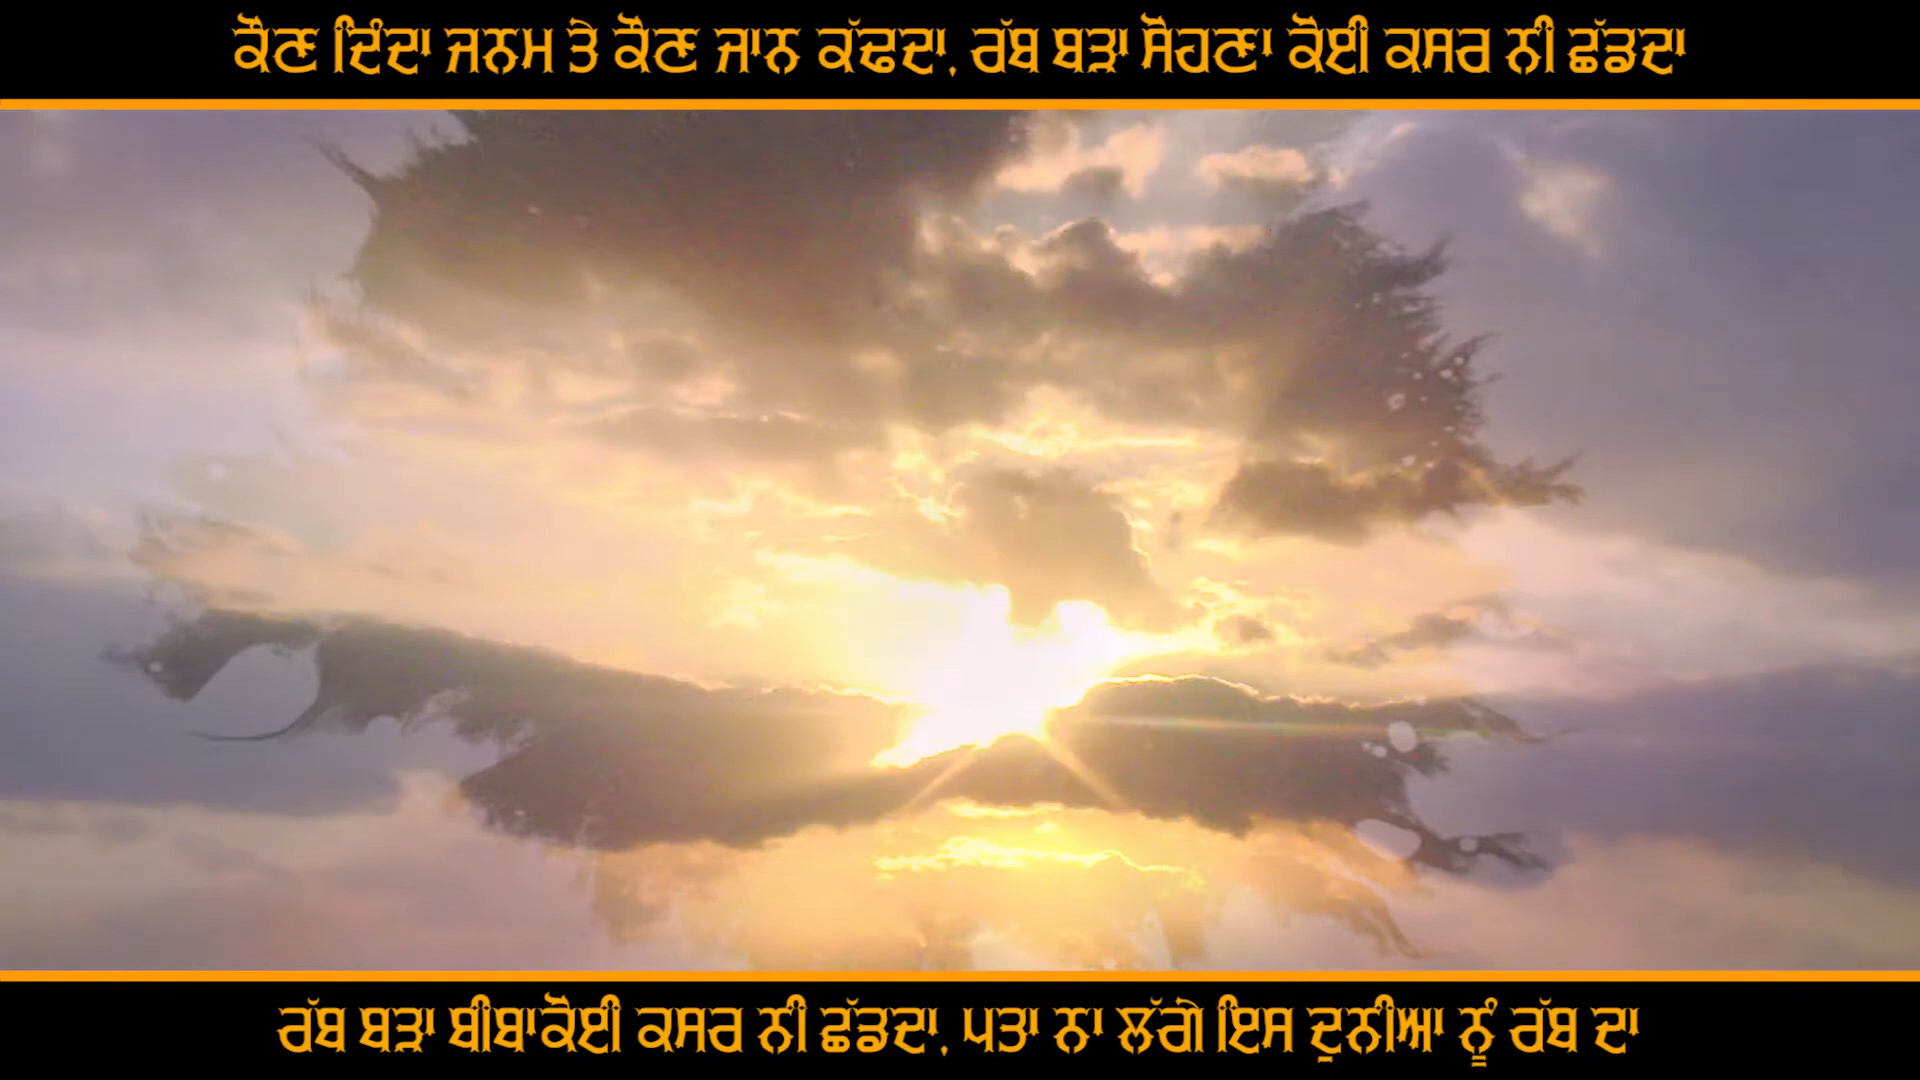 ਕੌਣ ਦਿੰਦਾ ਜਨਮ ਤੇ ਕੌਣ ਜਾਨ ਕੱਢਦਾ, ਰੱਬ ਬੜਾ ਸੋਹਣਾ ਕੋਈ ਕਸਰ ਨੀ ਛੱਡਦਾ
ਰੱਬ ਬੜਾ ਬੀਬਾਕੋਈ ਕਸਰ ਨੀ ਛੱਡਦਾ, ਪਤਾ ਨਾ ਲੱਗੇ ਇਸ ਦੁਨੀਆ ਨੂੰ ਰੱਬ ਦਾ